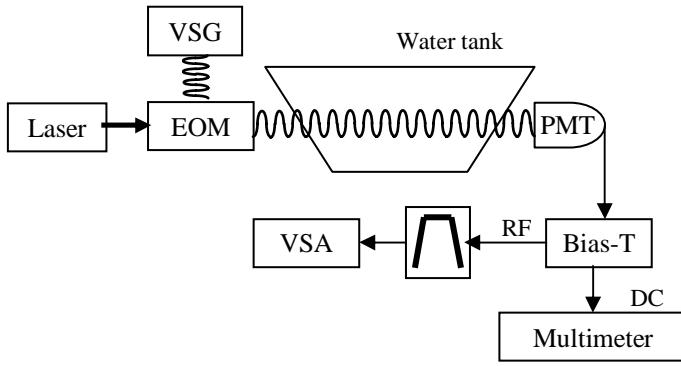 VSG
Water tank
Laser
EOM
PMT
VSA
RF
Bias-T
DC
Multimeter